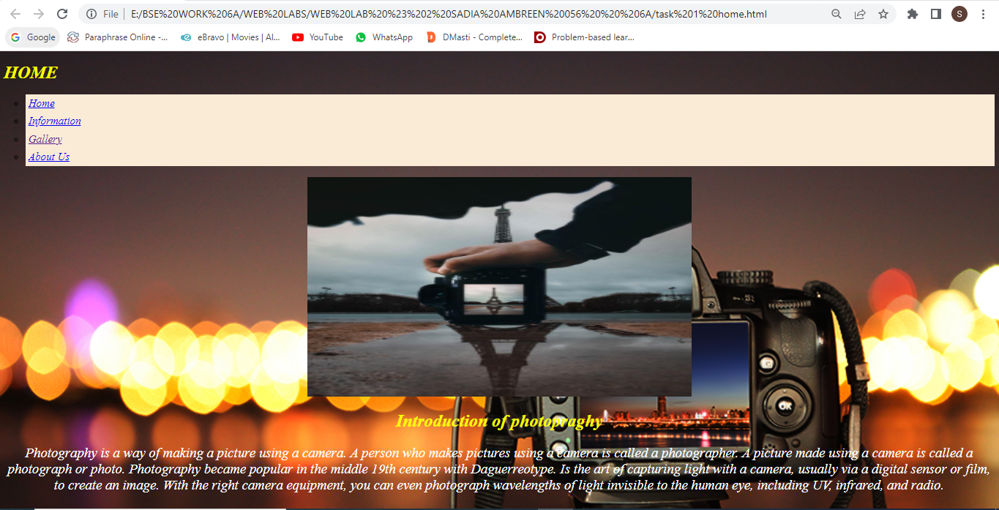 File E:/BSE%20WORK%206A/WEB%20LABS/WEB%20LAB%20%23%202%20SADIA%20AMBREEN%20056%20%20%206A/task%201%20home.html S
Google Paraphrase Online -... eBravo | Movies | Al... YouTube WhatsApp DMasti - Complete... Problem-based lear...
HOME
Home
Information
Gallery
About Us
OK
Introduction of photopraghy
Photography is a way of making a picture using a camera. A person who makes pictures using a camera is called a photographer. A picture made using a camera is called a
photograph or photo. Photography became popular in the middle 19th century with Daguerreotype. Is the art of capturing light with a camera, usually via a digital sensor or film,
to create an image. With the right camera equipment, you can even photograph wavelengths of light invisible to the human eye, including UV, infrared, and radio.